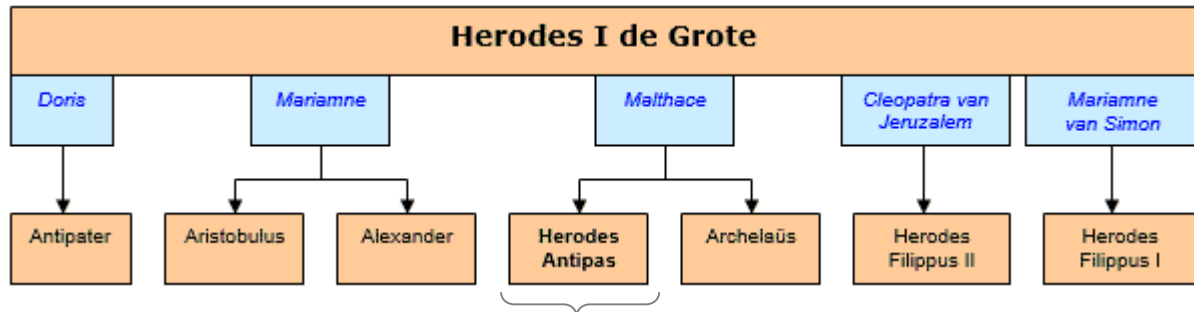 Herodes I de Grote
Doris
Mariamne
Malthace
Cleopatra van
Jeruzalem
Mariamne
van Simon
Antipater
Aristobulus
Alexander
Herodes
Antipas
Archelaüs
Herodes
Filippus II
Herodes
Filippus I